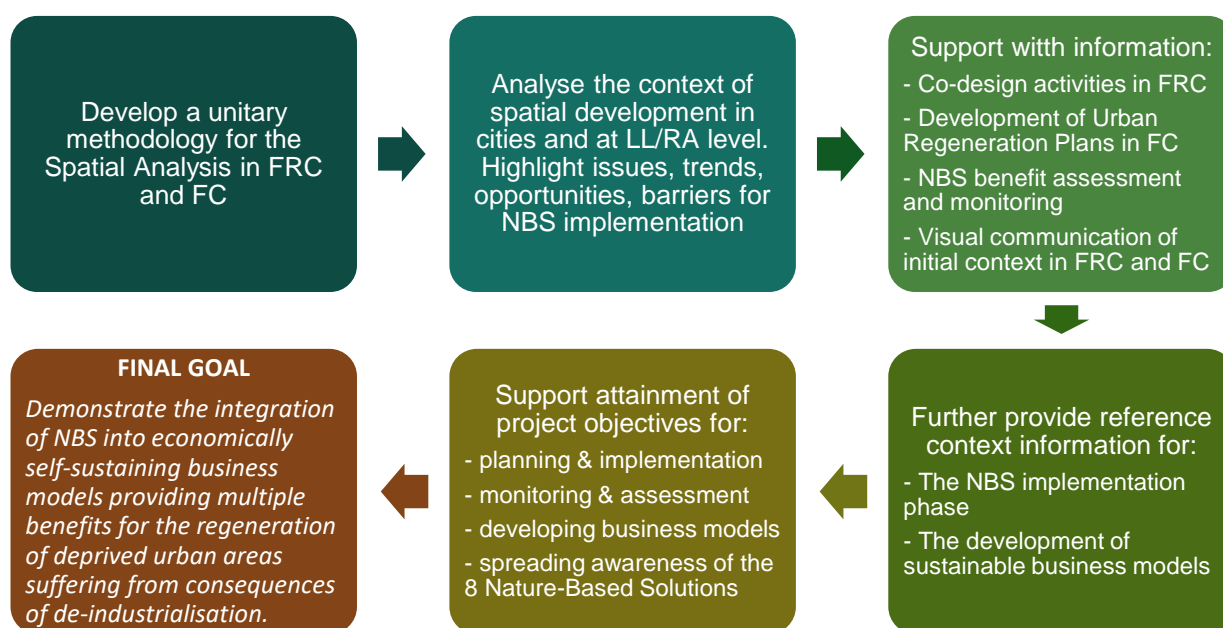 Develop a unitary
methodology for the
Spatial Analysis in FRC
and FC
Analyse the context of
spatial development in
cities and at LL/RA level.
Highlight issues, trends,
opportunities, barriers for
NBS implementation
Support witth information:
- Co-design activities in FRC
- Development of Urban
Regeneration Plans in FC
- NBS benefit assessment
and monitoring
- Visual communication of
initial context in FRC and FC
Further provide reference
context information for:
- The NBS implementation
phase
- The development of
sustainable business models
Support attainment of
project objectives for:
- planning & implementation
- monitoring & assessment
- developing business models
- spreading awareness of the
8 Nature-Based Solutions
FINAL GOAL
Demonstrate the integration
of NBS into economically
self-sustaining business
models providing multiple
benefits for the regeneration
of deprived urban areas
suffering from consequences
of de-industrialisation.